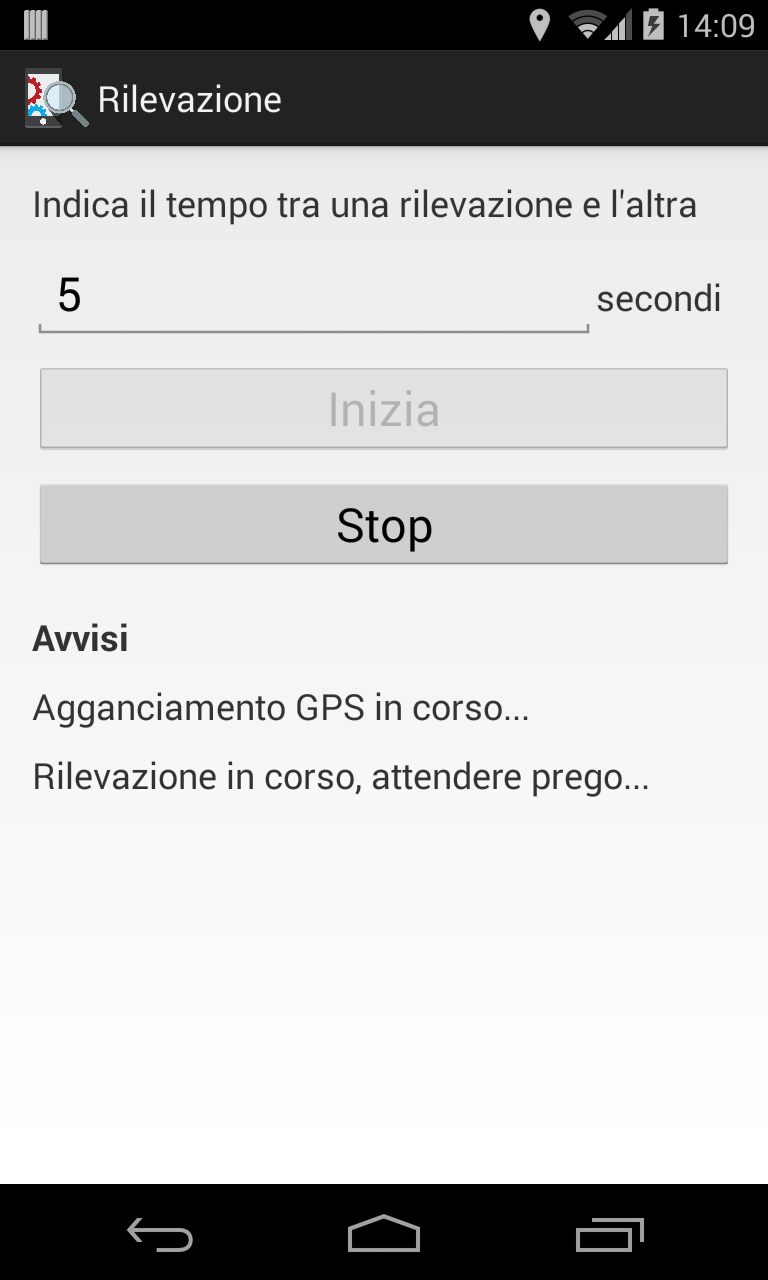 14:09
Rilevazione
Indica il tempo tra una rilevazione e l'altra
5 secondi
Inizia
Stop
Avvisi
Agganciamento GPS in corso...
Rilevazione in corso, attendere prego...